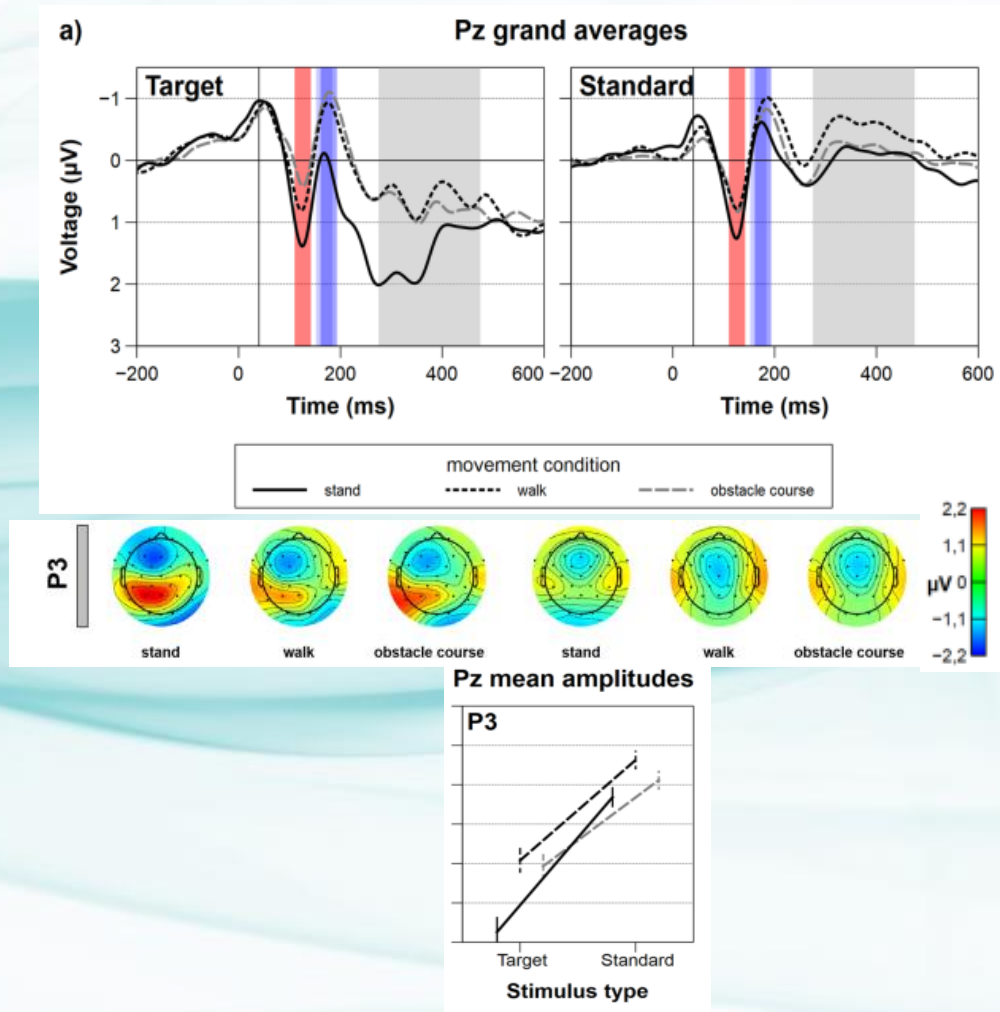 a)
Pz grand averages
Target
Standard
−1
0
1
2
3
Voltage (µV)
−200 0 200 400 600
−200 0 200 400 600
Time (ms)
Time (ms)
movement condition
stand walk obstacle course
P3
stand walk obstacle course stand walk obstacle course
2,2
1,1
µV 0
−1,1
−2,2
Pz mean amplitudes
P3
Target Standard
Stimulus type